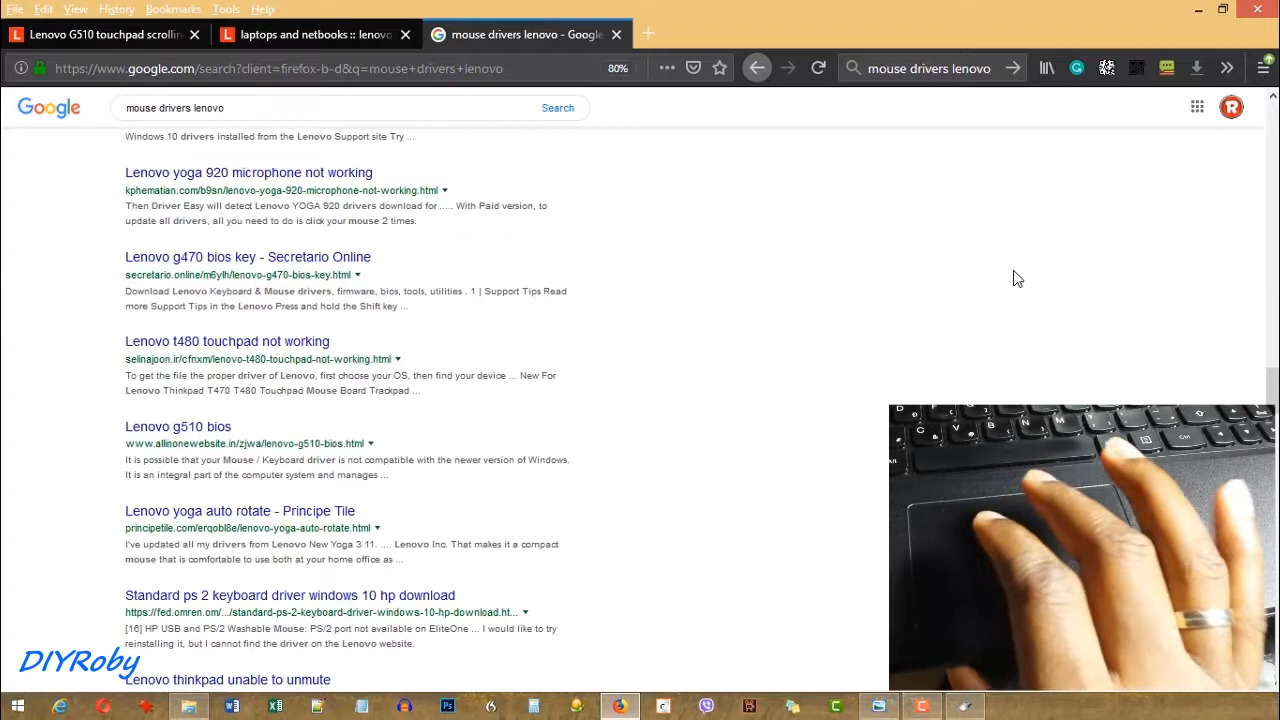 File Edit View History Bookmarks Tools Help
Lenovo G510 touchpad scrollin
laptops and netbooks :: lenovo
mouse drivers lenovo - Google
https://www.google.com/search?client=firefox-b-d&q=mouse+drivers+lenovo
80%
mouse drivers lenovo
Google
mouse drivers lenovo
Search
R
Windows 10 drivers installed from the Lenovo Support site Try ...
Lenovo yoga 920 microphone not working
kphematian.com/b9sn/lenovo-yoga-920-microphone-not-working.html
Then Driver Easy will detect Lenovo YOGA 920 drivers download for ..... With Paid version, to
update all drivers, all you need to do is click your mouse 2 times.
Lenovo g470 bios key - Secretario Online
secretario.online/m6ylh/lenovo-g470-bios-key.html
Download Lenovo Keyboard & Mouse drivers, firmware, bios, tools, utilities . 1 | Support Tips Read
more Support Tips in the Lenovo Press and hold the Shift key ...
Lenovo t480 touchpad not working
selinajoon.ir/cfnxm/lenovo-t480-touchpad-not-working.html
To get the file the proper driver of Lenovo, first choose your OS, then find your device ... New For
Lenovo Thinkpad T470 T480 Touchpad Mouse Board Trackpad ...
Lenovo g510 bios
www.allinonewebsite.in/zjwa/lenovo-g510-bios.html
It is possible that your Mouse / Keyboard driver is not compatible with the newer version of Windows.
It is an integral part of the computer system and manages ...
Lenovo yoga auto rotate - Principe Tile
principetile.com/erqobl8e/lenovo-yoga-auto-rotate.html
I've updated all my drivers from Lenovo New Yoga 3 11. .... Lenovo Inc. That makes it a compact
mouse that is comfortable to use both at your home office as ...
Standard ps 2 keyboard driver windows 10 hp download
https://fed.omren.om/.../standard-ps-2-keyboard-driver-windows-10-hp-download.ht...
[16] HP USB and PS/2 Washable Mouse: PS/2 port not available on EliteOne ... I would like to try
reinstalling it, but I cannot find the driver on the Lenovo website.
Lenovo thinkpad unable to unmute
DIYRoby
C V B N M
Alt
Ctrl